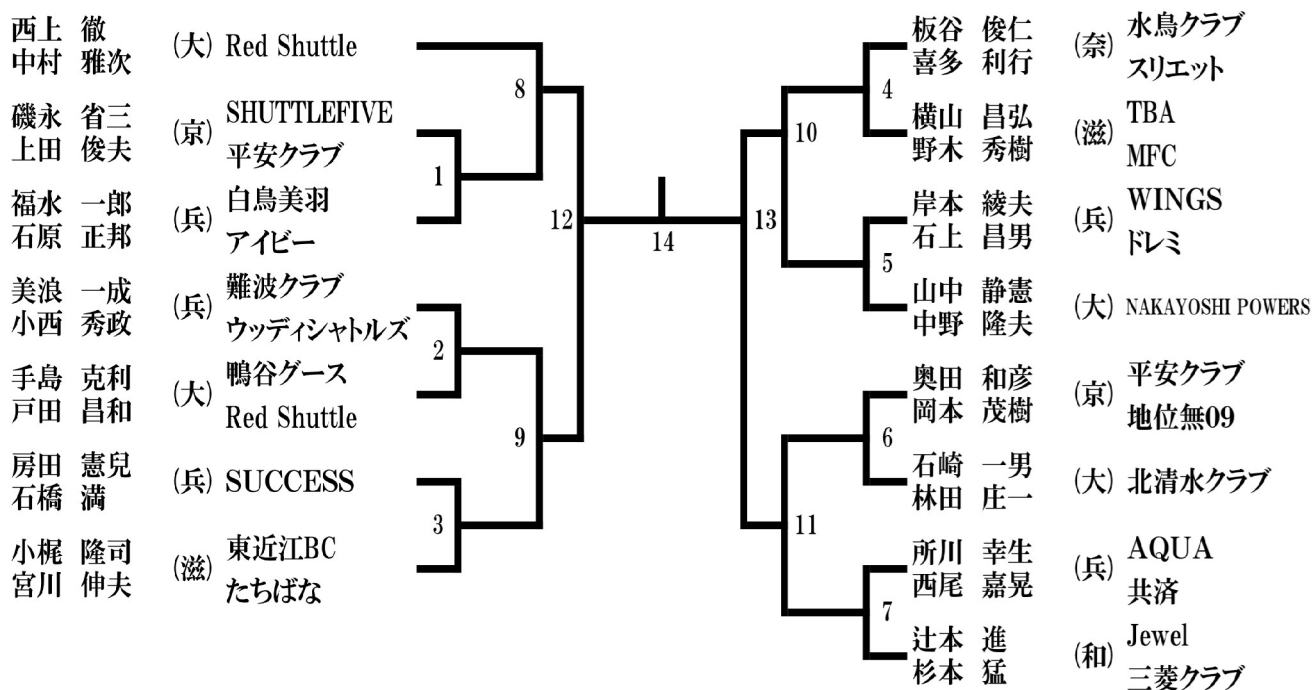 西上 徹
中村 雅次
(大) Red Shuttle
磯永 省三
上田 俊夫
(京) SHUTTLEFIVE
平安クラブ
福水 一郎
石原 正邦
(兵) 白鳥美羽
アイビー
美浪 一成
小西 秀政
(兵) 難波クラブ
ウッディシャトルズ
手島 克利
戸田 昌和
(大) 鴨谷グース
Red Shuttle
房田 憲兒
石橋 満
(兵) SUCCESS
小梶 隆司
宮川 伸夫
(滋) 東近江BC
たちばな
8
1
12
2
9
3
14
板谷 俊仁
喜多 利行
(奈) 水鳥クラブ
スリエット
横山 昌弘
野木 秀樹
(滋) TBA
MFC
岸本 綾夫
石上 昌男
(兵) WINGS
ドレミ
山中 静憲
中野 隆夫
(大) NAKAYOSHI POWERS
奥田 和彦
岡本 茂樹
(京) 平安クラブ
地位無09
石崎 一男
林田 庄一
(大) 北清水クラブ
所川 幸生
西尾 嘉晃
(兵) AQUA
共済
辻本 進
杉本 猛
(和) Jewel
三菱クラブ
4
10
13
5
6
11
7